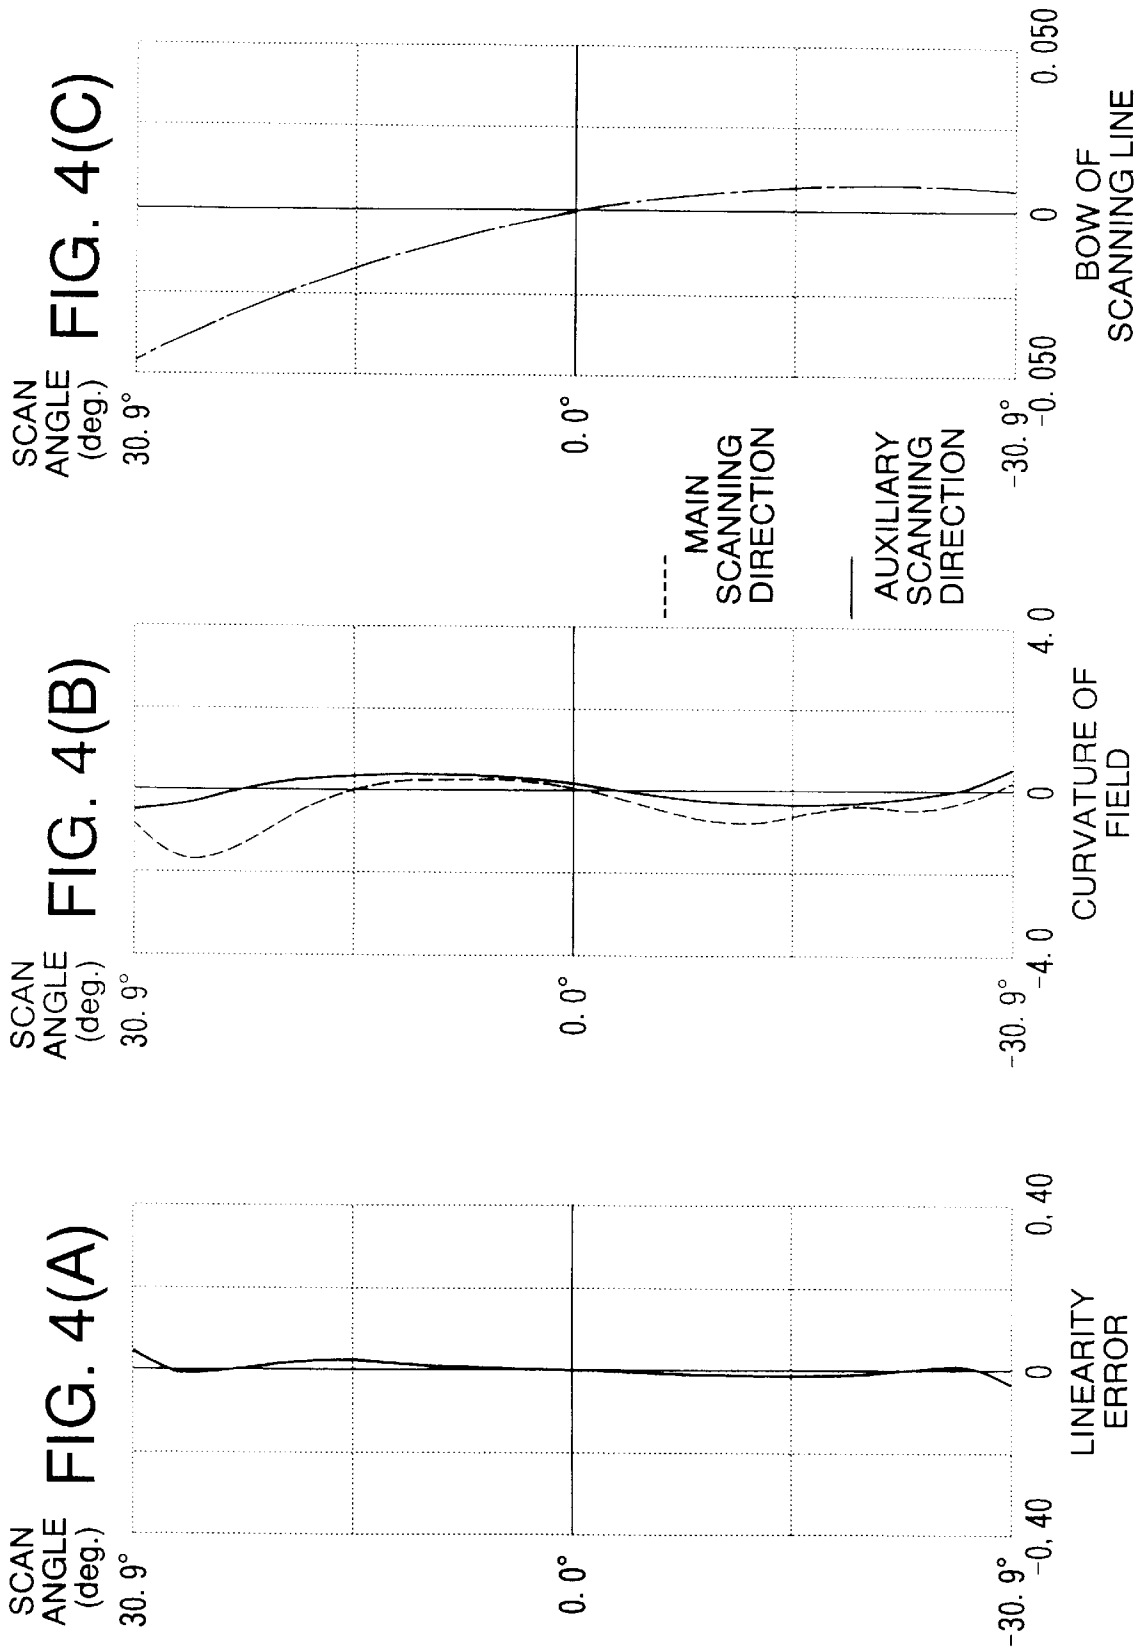 FIG. 4(A)
SCAN
ANGLE
(deg.)
30. 9°
0. 0°
-30. 9°
-0, 40
0
0, 40
LINEARITY
ERROR
FIG. 4(B)
SCAN
ANGLE
(deg.)
30. 9°
0. 0°
-30. 9°
-4. 0
0
4. 0
CURVATURE OF
FIELD
MAIN
SCANNING
DIRECTION
AUXILIARY
SCANNING
DIRECTION
FIG. 4(C)
SCAN
ANGLE
(deg.)
30. 9°
0. 0°
-30. 9°
-0. 050
0
0. 050
BOW OF
SCANNING LINE